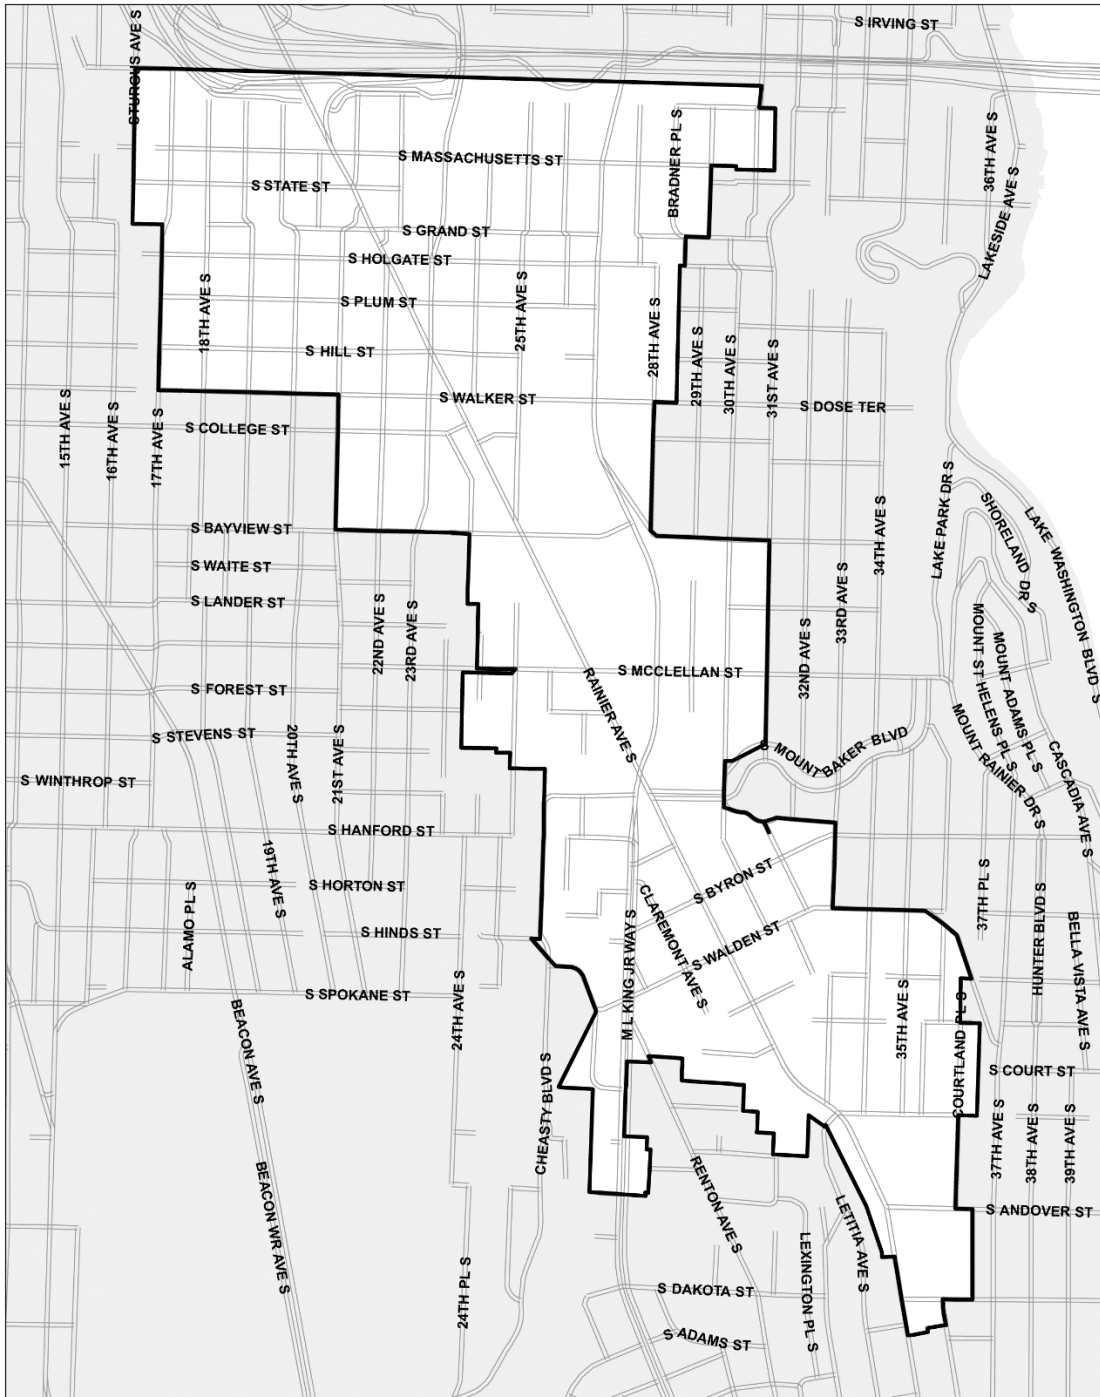 S IRVING ST
STURGUS AVE S
BRADNER PL S
36TH AVE S
S MASSACHUSETTS ST
S STATE ST
LAKESIDE AVE S
S GRAND ST
S HOLGATE ST
18TH AVE S
25TH AVE S
S PLUM ST
28TH AVE S
29TH AVE S
30TH AVE S
31ST AVE S
S HILL ST
S WALKER ST
S DOSE TER
15TH AVE S
16TH AVE S
17TH AVE S
S COLLEGE ST
LAKE PARK DR S
SHORELAND DR S
LAKE WASHINGTON BLVD S
34TH AVE S
S BAYVIEW ST
S WAITE ST
33RD AVE S
S LANDER ST
22ND AVE S
23RD AVE S
32ND AVE S
MOUNT ST HELENS PL S
MOUNT ADAMS PL S
RAINIER AVE S
S MCCLELLAN ST
S FOREST ST
MOUNT RAINIER DR S
S STEVENS ST
20TH AVE S
21ST AVE S
S MOUNT BAKER BLVD
CASCADIA AVE S
S WINTHROP ST
S HANFORD ST
19TH AVE S
S BYRON ST
37TH PL S
S HORTON ST
ALAMO PL S
CLAREMONT AVE S
HUNTER BLVD S
BELLA VISTA AVE S
S HINDS ST
M L KING JR WAY S
S WALDEN ST
24TH AVE S
35TH AVE S
COURTLAND PL S
S SPOKANE ST
BEACON AVE S
CHEASTY BLVD S
S COURT ST
37TH AVE S
38TH AVE S
39TH AVE S
BEACON WR AVE S
RENTON AVE S
LETITIA AVE S
S ANDOVER ST
LEXINGTON PL S
24TH PL S
S DAKOTA ST
S ADAMS ST